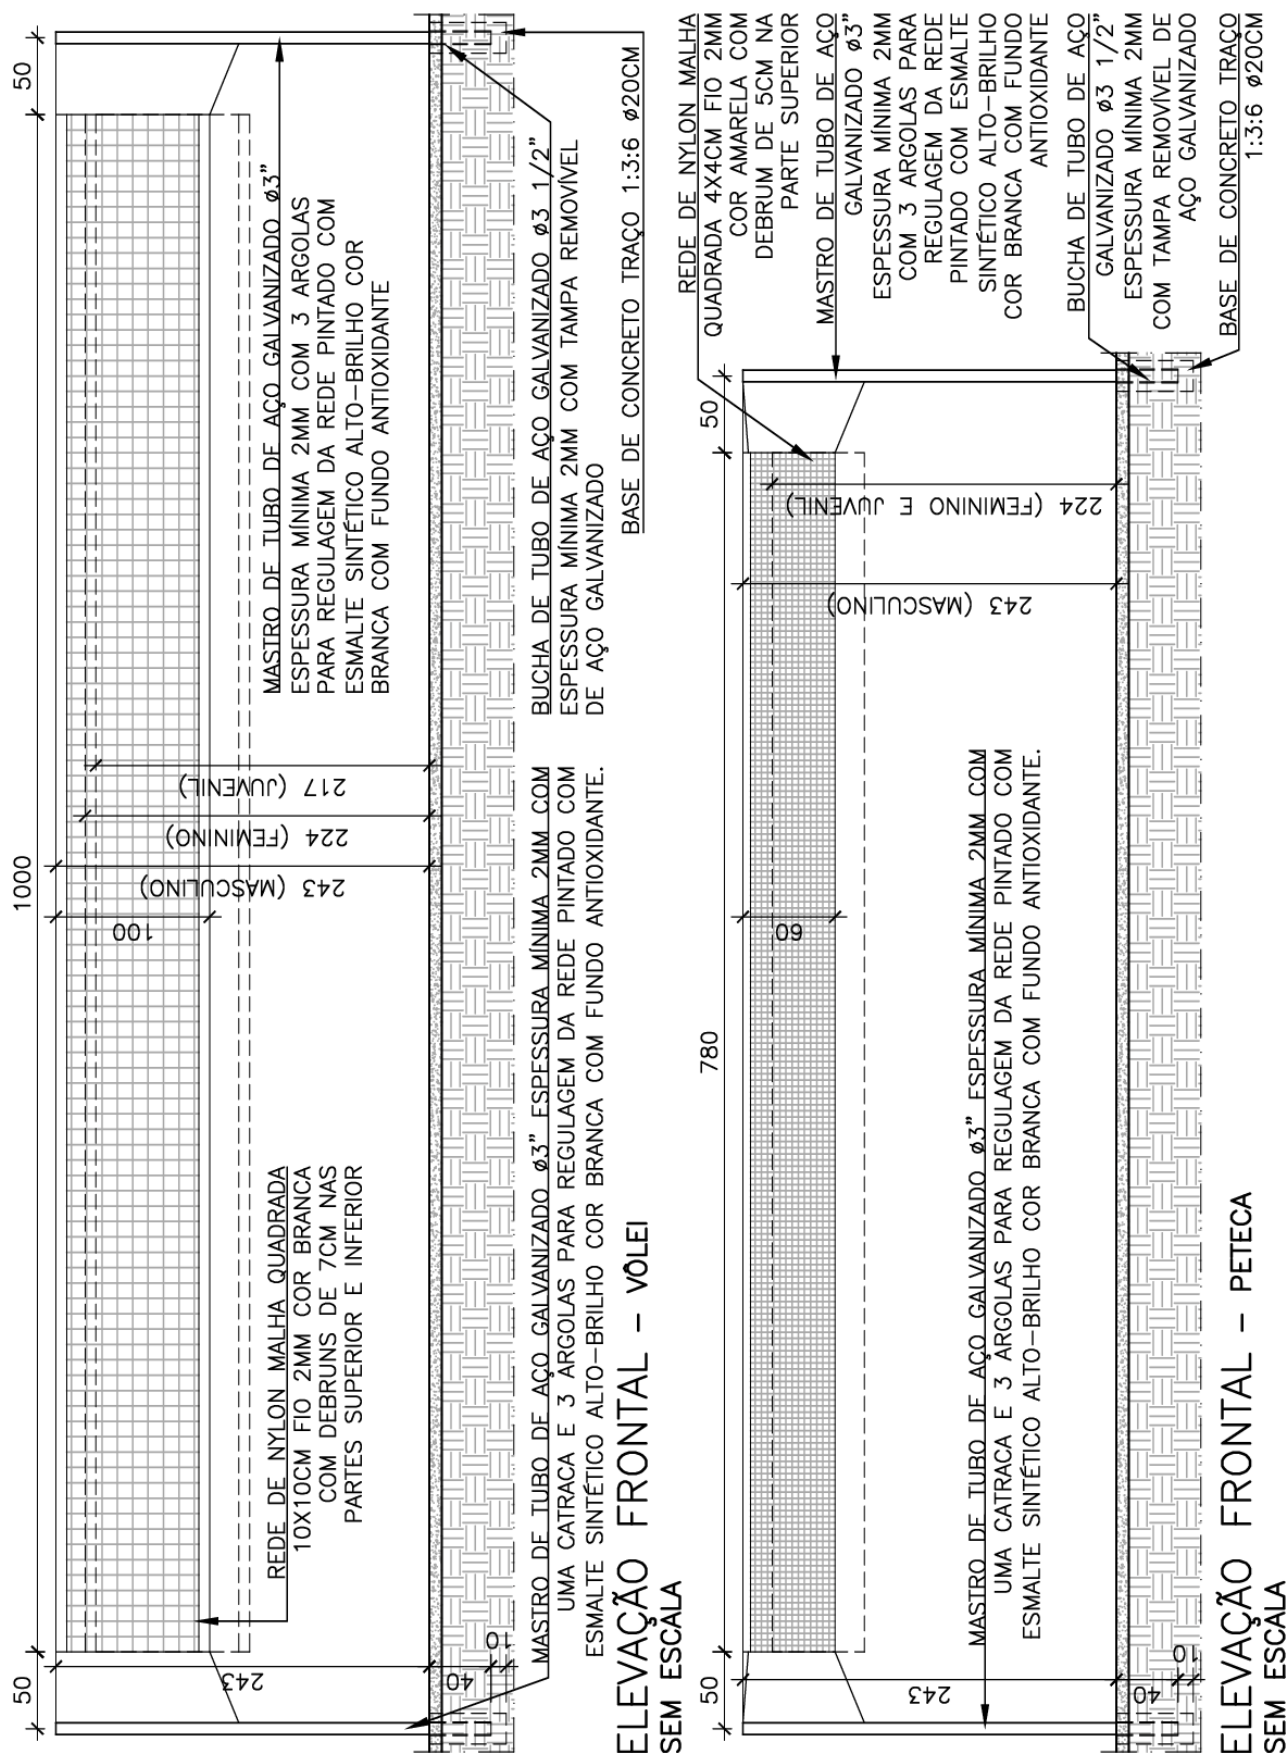 50
1000
50
243
40
10
100
243 (MASCULINO)
224 (FEMININO)
217 (JUVENIL)
REDE DE NYLON MALHA QUADRADA
10X10CM FIO 2MM COR BRANCA
COM DEBRUNS DE 7CM NAS
PARTES SUPERIOR E INFERIOR
MASTRO DE TUBO DE AÇO GALVANIZADO ø3"
ESPESSURA MÍNIMA 2MM COM 3 ARGOLAS
PARA REGULAGEM DA REDE PINTADO COM
ESMALTE SINTÉTICO ALTO-BRILHO COR
BRANCA COM FUNDO ANTIOXIDANTE
MASTRO DE TUBO DE AÇO GALVANIZADO ø3" ESPESSURA MÍNIMA 2MM COM
UMA CATRACA E 3 ARGOLAS PARA REGULAGEM DA REDE PINTADO COM
ESMALTE SINTÉTICO ALTO-BRILHO COR BRANCA COM FUNDO ANTIOXIDANTE.
BUCHA DE TUBO DE AÇO GALVANIZADO ø3 1/2"
ESPESSURA MÍNIMA 2MM COM TAMPA REMOVÍVEL
DE AÇO GALVANIZADO
BASE DE CONCRETO TRAÇO 1:3:6 ø20CM
ELEVAÇÃO FRONTAL - VÔLEI
SEM ESCALA
50
780
50
243
40
10
60
243 (MASCULINO)
224 (FEMININO E JUVENIL)
REDE DE NYLON MALHA
QUADRADA 4X4CM FIO 2MM
COR AMARELA COM
DEBRUM DE 5CM NA
PARTE SUPERIOR
MASTRO DE TUBO DE AÇO
GALVANIZADO ø3"
ESPESSURA MÍNIMA 2MM
COM 3 ARGOLAS PARA
REGULAGEM DA REDE
PINTADO COM ESMALTE
SINTÉTICO ALTO-BRILHO
COR BRANCA COM FUNDO
ANTIOXIDANTE
MASTRO DE TUBO DE AÇO GALVANIZADO ø3" ESPESSURA MÍNIMA 2MM COM
UMA CATRACA E 3 ARGOLAS PARA REGULAGEM DA REDE PINTADO COM
ESMALTE SINTÉTICO ALTO-BRILHO COR BRANCA COM FUNDO ANTIOXIDANTE.
BUCHA DE TUBO DE AÇO
GALVANIZADO ø3 1/2"
ESPESSURA MÍNIMA 2MM
COM TAMPA REMOVÍVEL DE
AÇO GALVANIZADO
BASE DE CONCRETO TRAÇO
1:3:6 ø20CM
ELEVAÇÃO FRONTAL - PETECA
SEM ESCALA